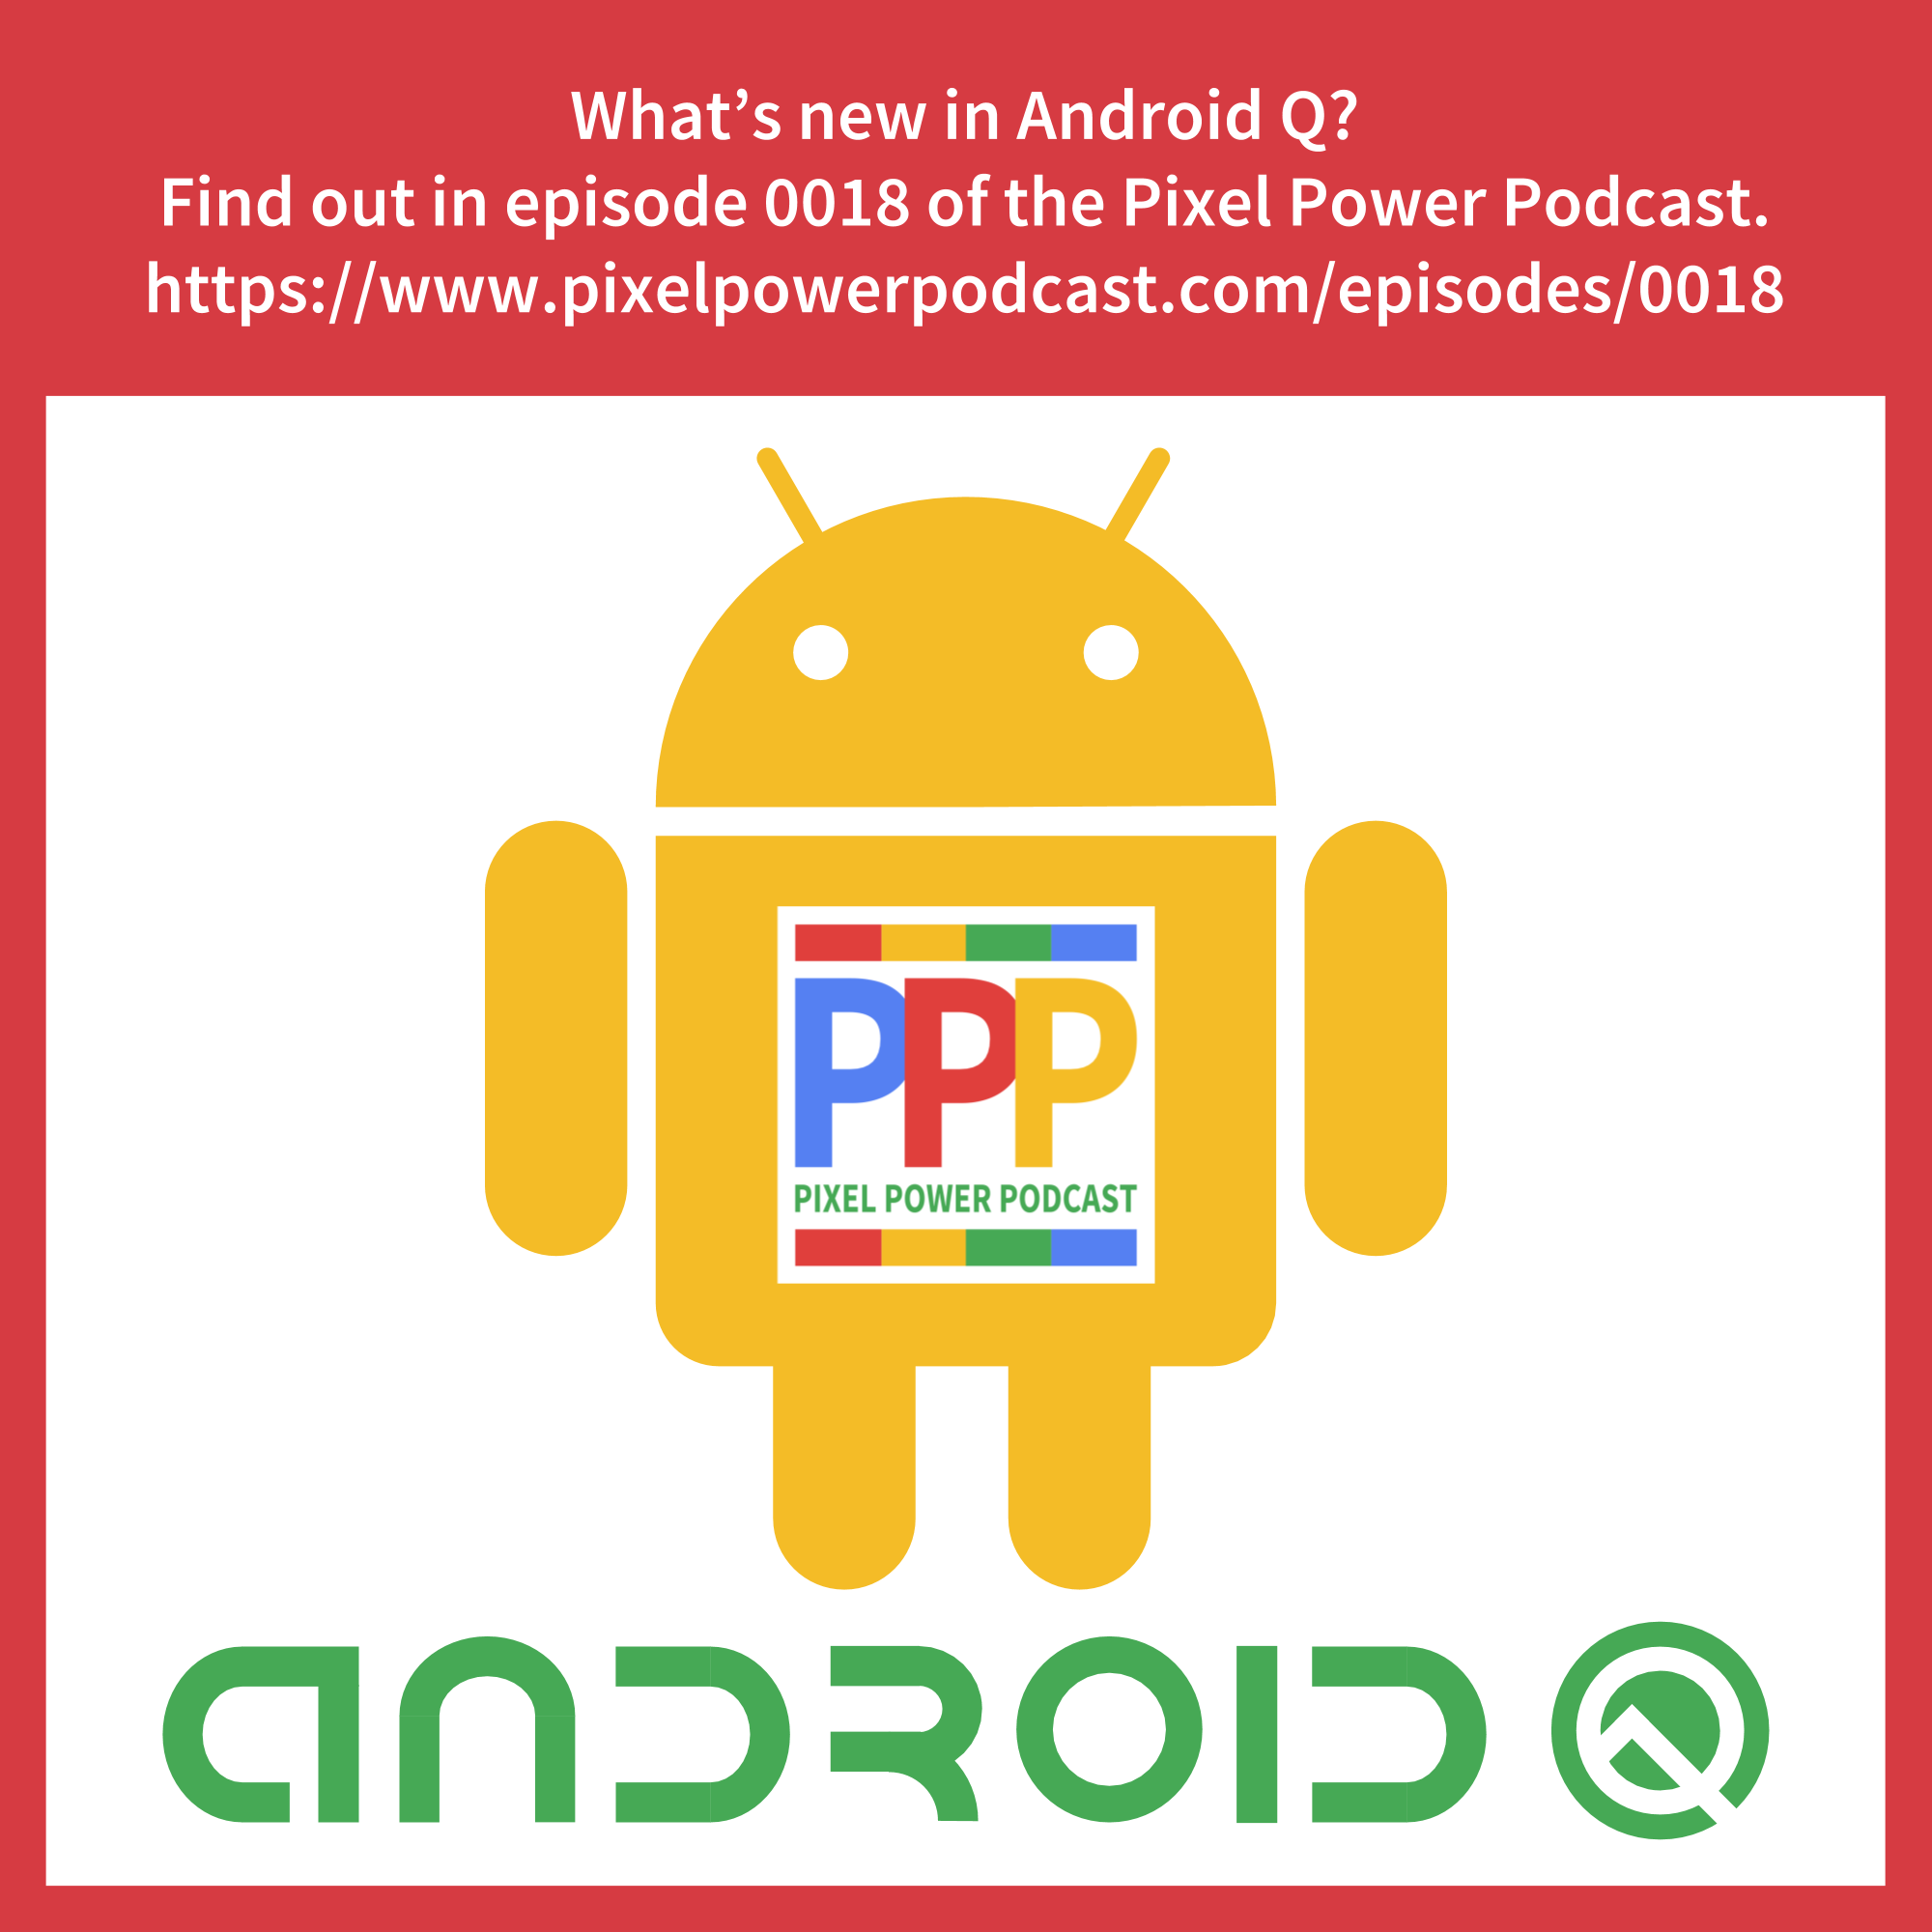 What’s new in Android Q?
Find out in episode 0018 of the Pixel Power Podcast.
https://www.pixelpowerpodcast.com/episodes/0018
PPP
PIXEL POWER PODCAST
ANDROID Q